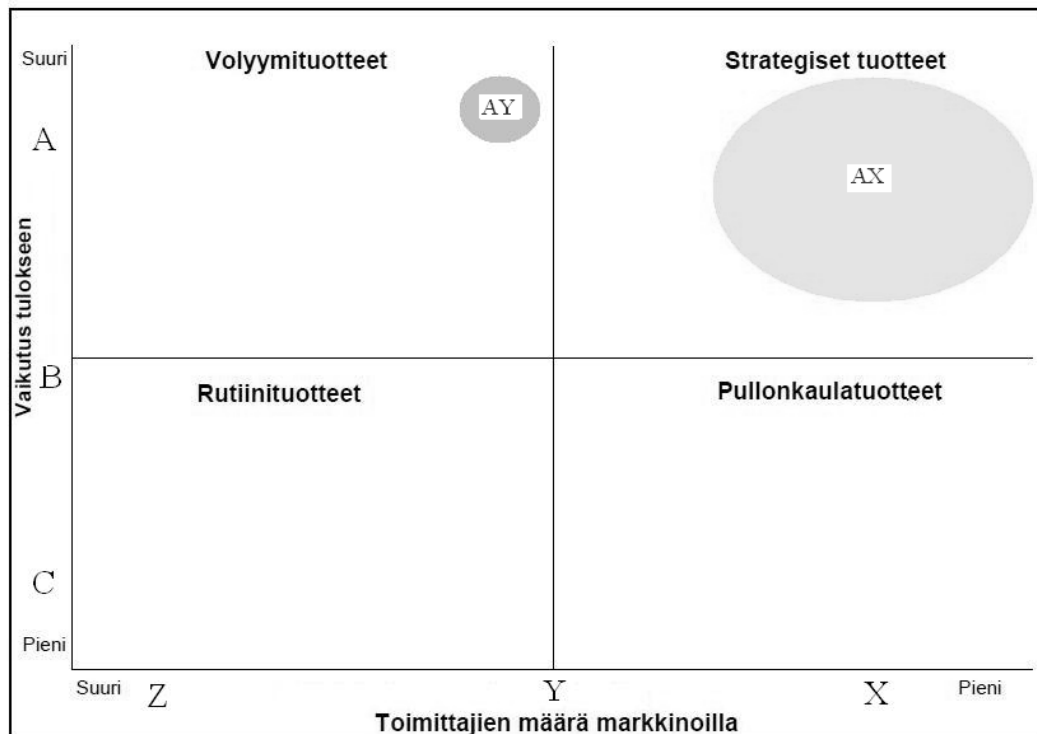 Suuri
Volyymituotteet
Strategiset tuotteet
AY
A
AX
Vaikutus tulokseen
B
Rutiinituotteet
Pullonkaulatuotteet
C
Pieni
Suuri
Z
Y
X
Pieni
Toimittajien määrä markkinoilla